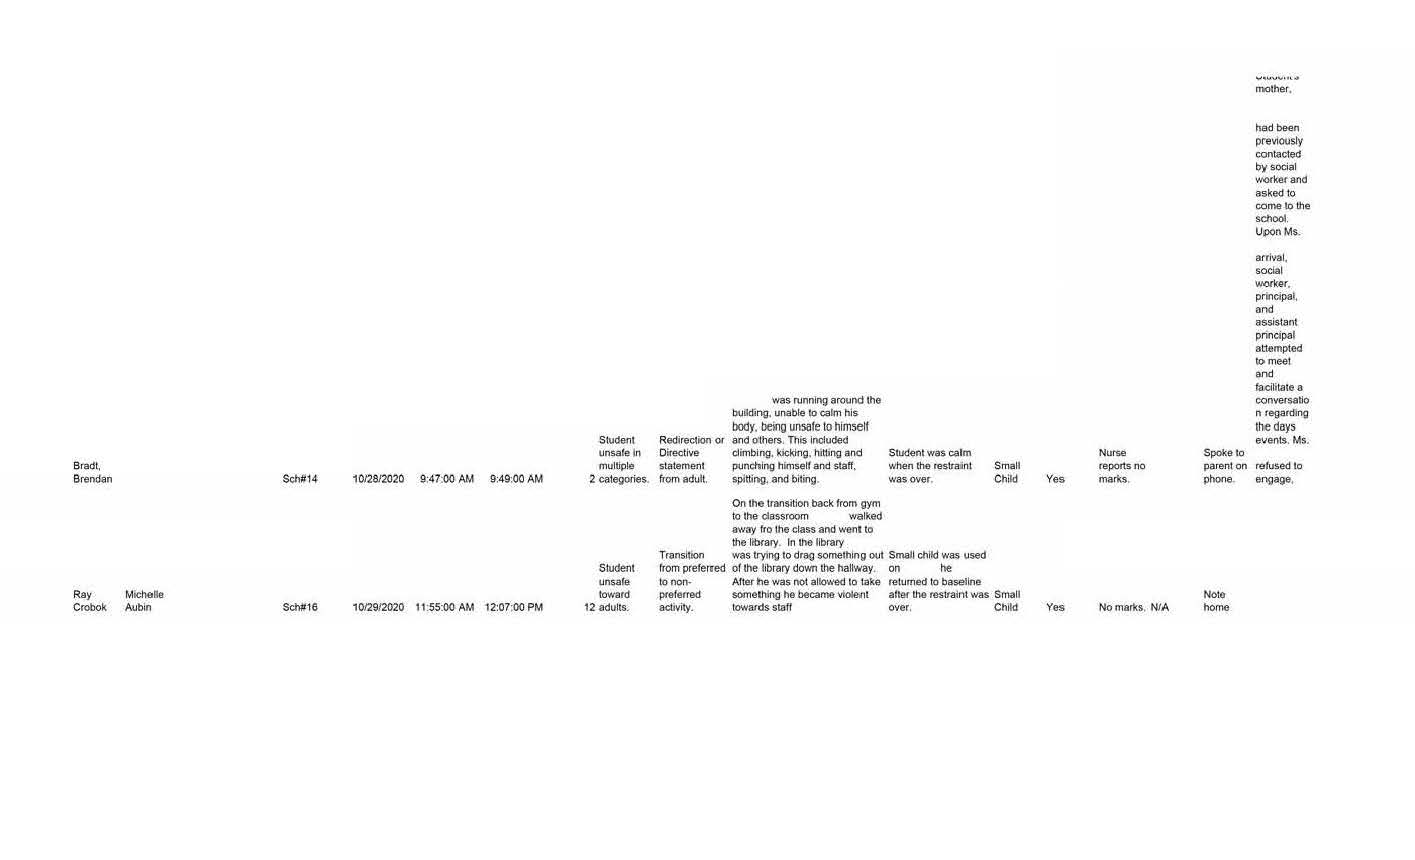 mother,
had been
previously
contacted
by social
worker and
asked to
come to the
school.
Upon Ms.
arrival,
social
worker,
principal,
and
assistant
principal
attempted
to meet
and
facilitate a
conversatio
n regarding
the days
events. Ms.
refused to
engage,
Bradt,
Brendan
Sch#14
10/28/2020
9:47:00 AM
9:49:00 AM
2
Student
unsafe in
multiple
categories.
Redirection or
Directive
statement
from adult.
was running around the
building, unable to calm his
body, being unsafe to himself
and others. This included
climbing, kicking, hitting and
punching himself and staff,
spitting, and biting.
Student was calm
when the restraint
was over.
Small
Child
Yes
Nurse
reports no
marks.
Spoke to
parent on
phone.
Ray
Crobok
Michelle
Aubin
Sch#16
10/29/2020
11:55:00 AM
12:07:00 PM
12
Student
unsafe
toward
adults.
Transition
from preferred
to non-
preferred
activity.
On the transition back from gym
to the classroom walked
away fro the class and went to
the library. In the library
was trying to drag something out
of the library down the hallway.
After he was not allowed to take
something he became violent
towards staff
Small child was used
on he
returned to baseline
after the restraint was
over.
Small
Child
Yes
No marks.
N/A
Note
home